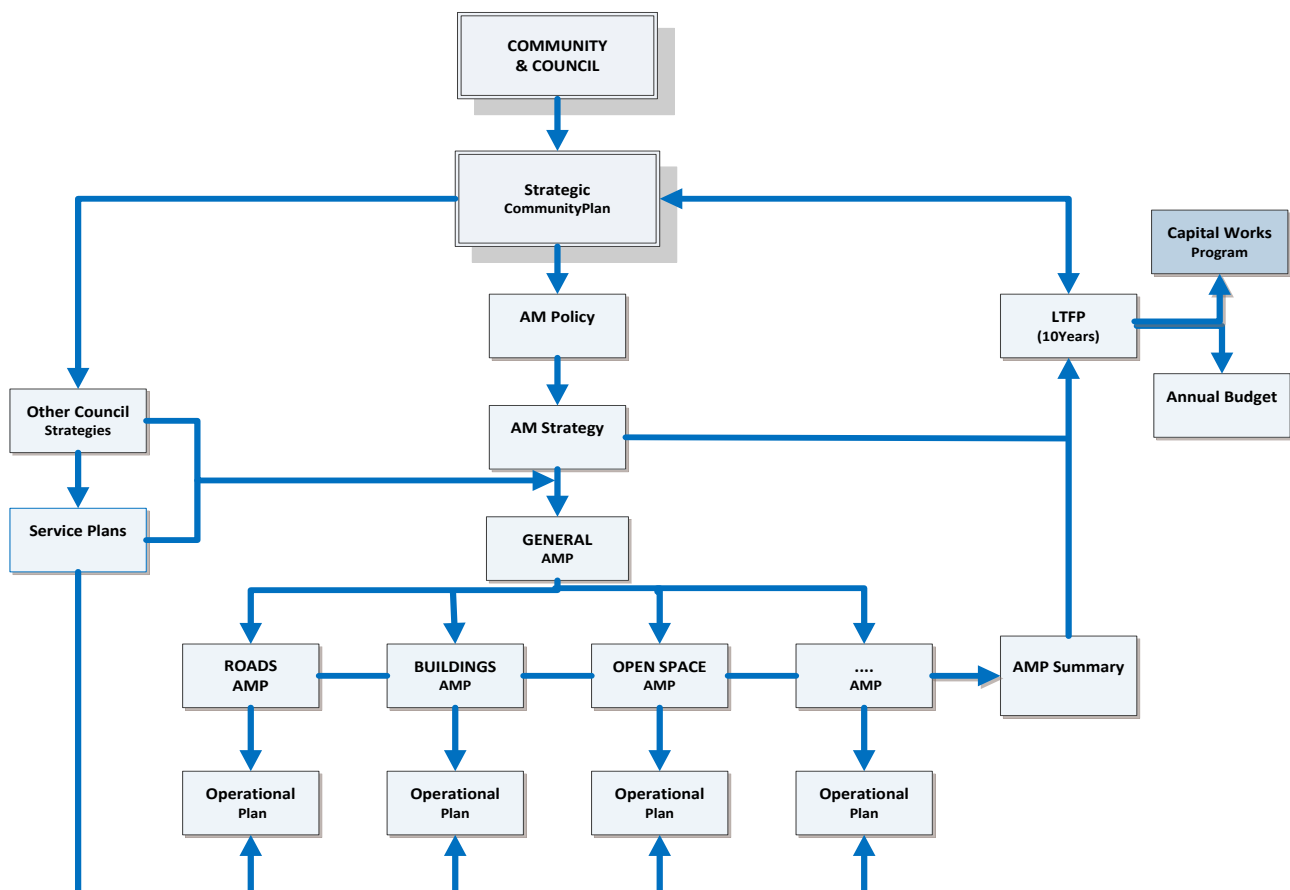 COMMUNITY
& COUNCIL
Strategic
CommunityPlan
Capital Works
Program
AM Policy
LTFP
(10Years)
Annual Budget
Other Council
Strategies
AM Strategy
Service Plans
GENERAL
AMP
ROADS
AMP
BUILDINGS
AMP
OPEN SPACE
AMP
....
AMP
AMP Summary
Operational
Plan
Operational
Plan
Operational
Plan
Operational
Plan